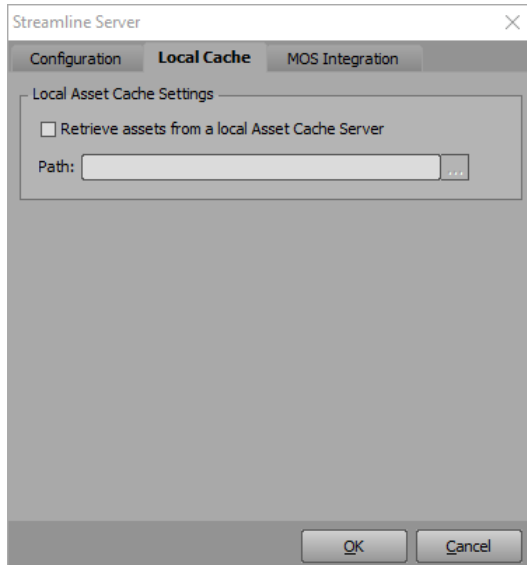 Streamline Server
Configuration Local Cache MOS Integration
Local Asset Cache Settings
Retrieve assets from a local Asset Cache Server
Path: ...
OK Cancel